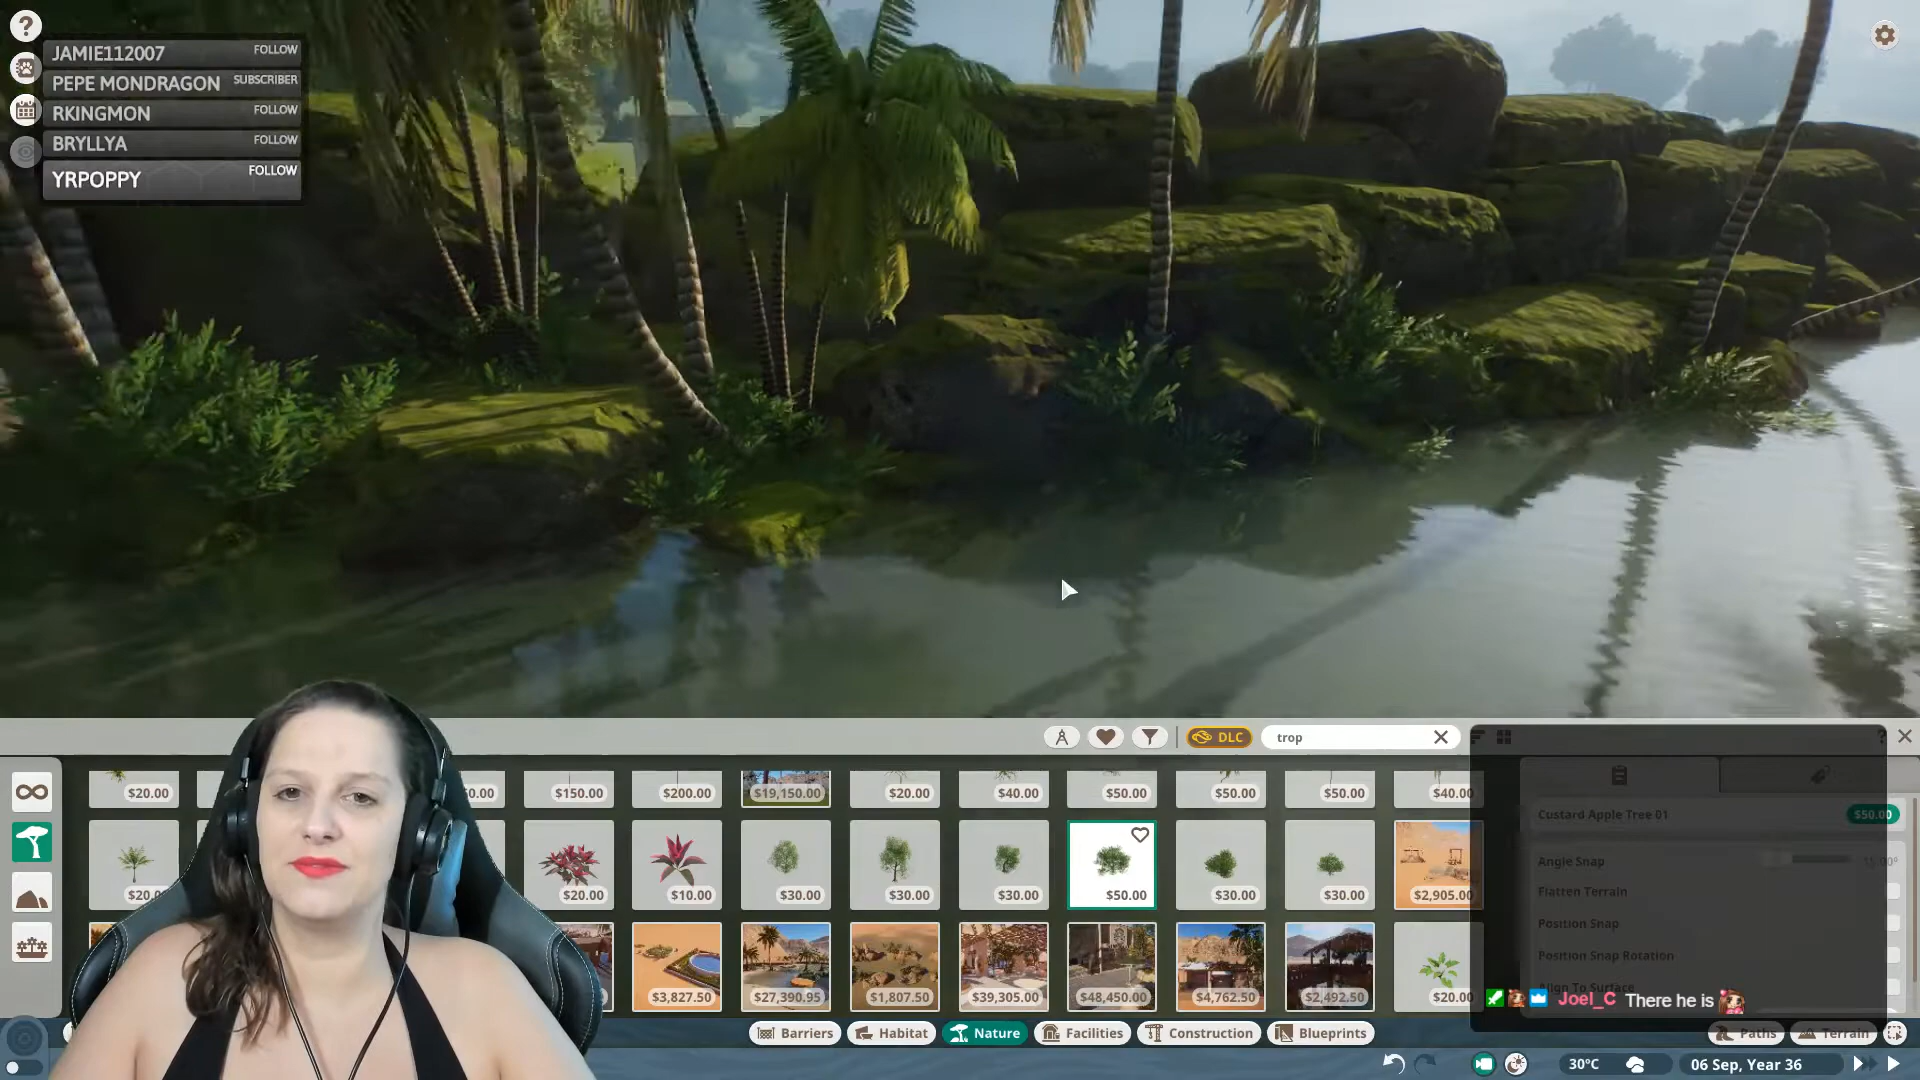 JAMIE112007 FOLLOW
PEPE MONDRAGON SUBSCRIBER
RKINGMON FOLLOW
BRYLLYA FOLLOW
YRPOPPY FOLLOW
DLC trop
$20.00 $150.00 $200.00 $19,150.00 $20.00 $40.00 $50.00 $50.00 $50.00 $40.00
Custard Apple Tree 01 $50.00
Angle Snap
Flatten Terrain
Position Snap
Position Snap Rotation
Align To Surface
$20.00 $10.00 $30.00 $30.00 $30.00 $50.00 $30.00 $30.00 $2,905.00
$3,827.50 $27,390.95 $1,807.50 $39,305.00 $48,450.00 $4,762.50 $2,492.50 $20.00
Joel_C There he is
Barriers Habitat Nature Facilities Construction Blueprints Paths Terrain
30°C 06 Sep, Year 36